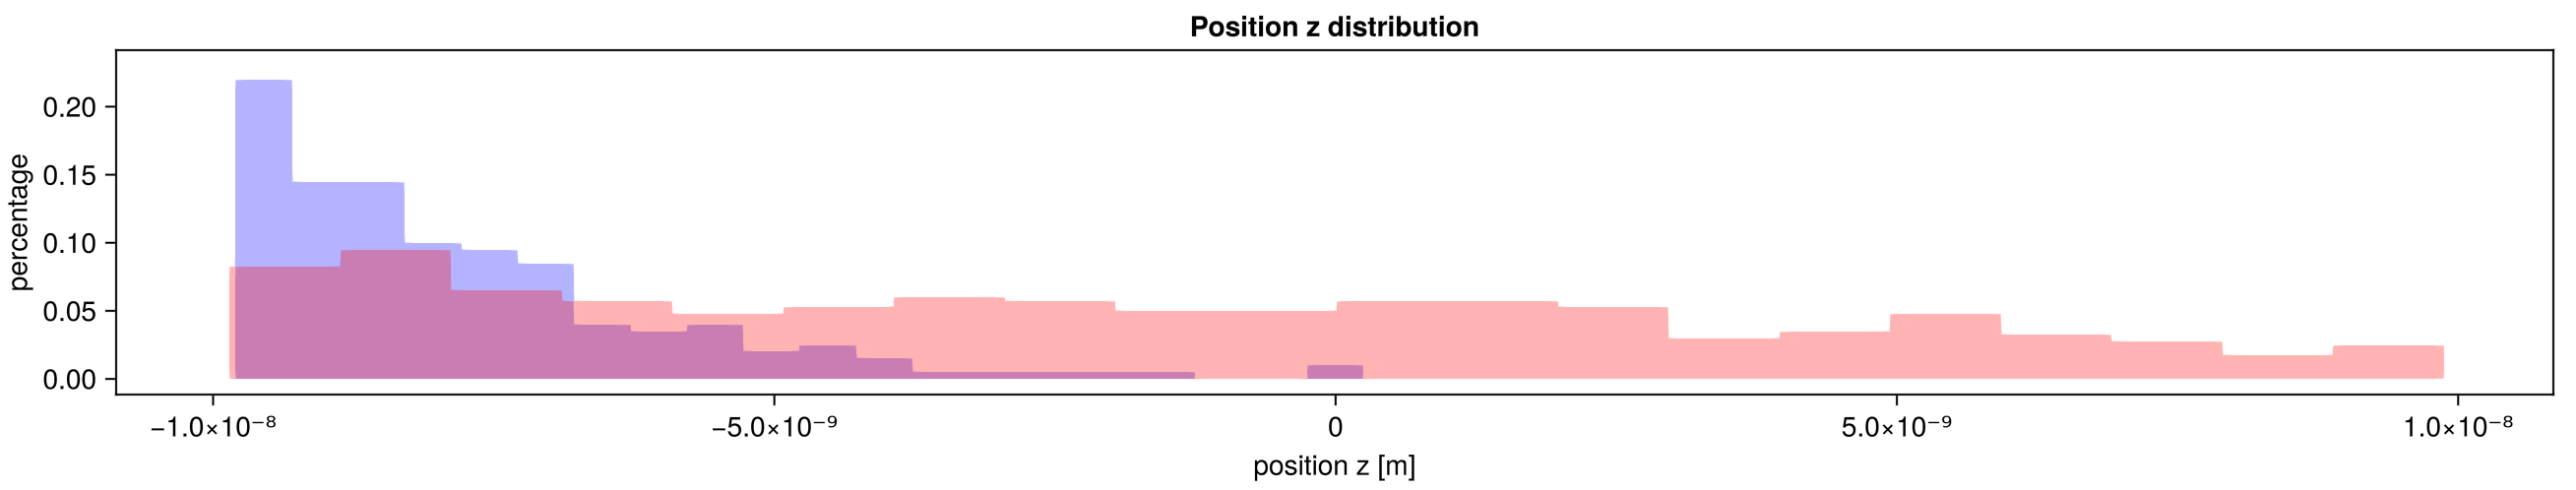 Position z distribution
percentage
0.20
0.15
0.10
0.05
0.00
−1.0×10⁻⁸ −5.0×10⁻⁹ 0 5.0×10⁻⁹ 1.0×10⁻⁸
position z [m]